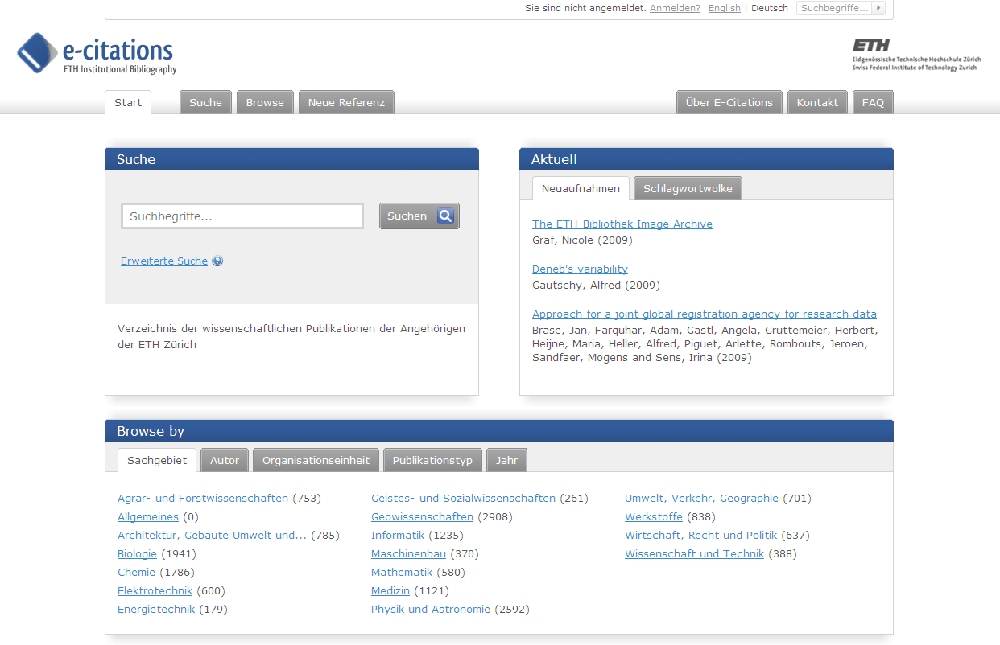 Sie sind nicht angemeldet. Anmelden? English | Deutsch Suchbegriffe...
e-citations
ETH Institutional Bibliography
ETH
Eidgenössische Technische Hochschule Zürich
Swiss Federal Institute of Technology Zurich
Start Suche Browse Neue Referenz Über E-Citations Kontakt FAQ
Suche
Suchbegriffe... Suchen
Erweiterte Suche
Verzeichnis der wissenschaftlichen Publikationen der Angehörigen
der ETH Zürich
Aktuell
Neuaufnahmen Schlagwortwolke
The ETH-Bibliothek Image Archive
Graf, Nicole (2009)
Deneb's variability
Gautschy, Alfred (2009)
Approach for a joint global registration agency for research data
Brase, Jan, Farquhar, Adam, Gastl, Angela, Gruttemeier, Herbert,
Heijne, Maria, Heller, Alfred, Piguet, Arlette, Rombouts, Jeroen,
Sandfaer, Mogens and Sens, Irina (2009)
Browse by
Sachgebiet Autor Organisationseinheit Publikationstyp Jahr
Agrar- und Forstwissenschaften (753)
Allgemeines (0)
Architektur, Gebaute Umwelt und... (785)
Biologie (1941)
Chemie (1786)
Elektrotechnik (600)
Energietechnik (179)
Geistes- und Sozialwissenschaften (261)
Geowissenschaften (2908)
Informatik (1235)
Maschinenbau (370)
Mathematik (580)
Medizin (1121)
Physik und Astronomie (2592)
Umwelt, Verkehr, Geographie (701)
Werkstoffe (838)
Wirtschaft, Recht und Politik (637)
Wissenschaft und Technik (388)